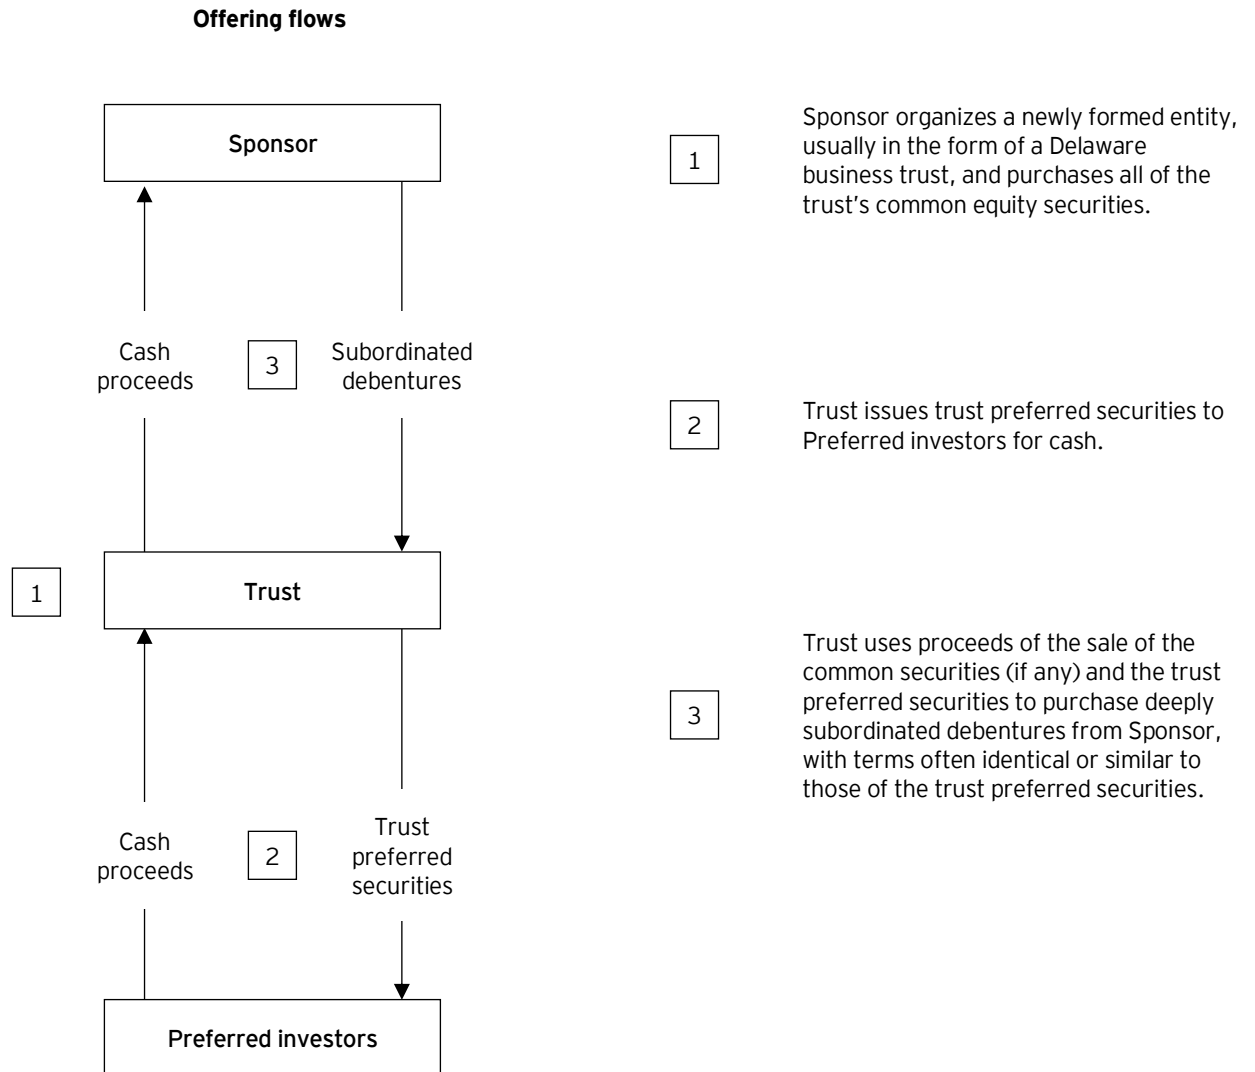 Offering flows
Sponsor
Cash
proceeds
3
Subordinated
debentures
1
Trust
Cash
proceeds
2
Trust
preferred
securities
Preferred investors
1
Sponsor organizes a newly formed entity,
usually in the form of a Delaware
business trust, and purchases all of the
trust’s common equity securities.
2
Trust issues trust preferred securities to
Preferred investors for cash.
3
Trust uses proceeds of the sale of the
common securities (if any) and the trust
preferred securities to purchase deeply
subordinated debentures from Sponsor,
with terms often identical or similar to
those of the trust preferred securities.